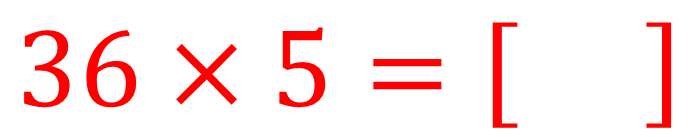 36 × 5 = [ ]